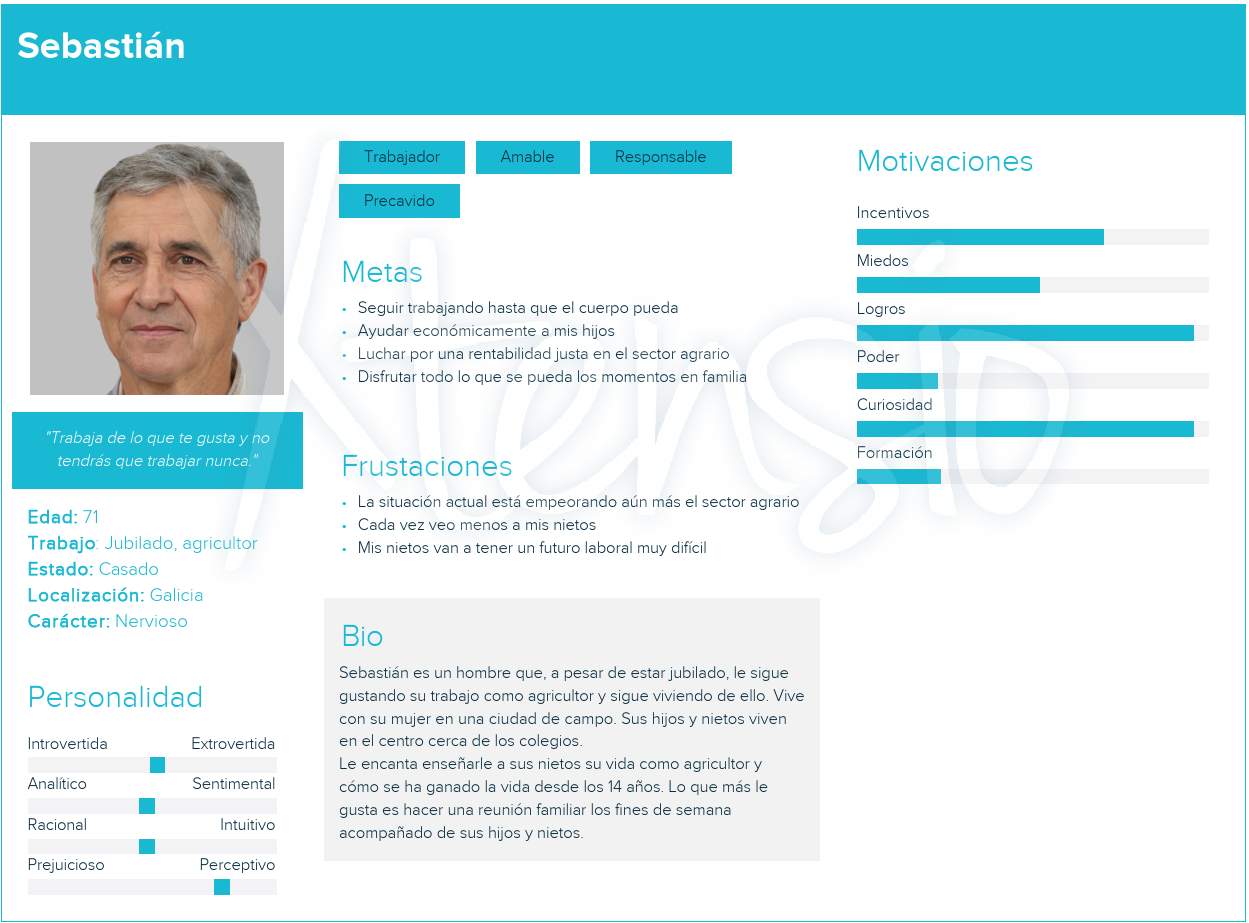 Sebastián
"Trabaja de lo que te gusta y no
tendrás que trabajar nunca."
Edad: 71
Trabajo: Jubilado, agricultor
Estado: Casado
Localización: Galicia
Carácter: Nervioso
Personalidad
Introvertida Extrovertida
Analítico Sentimental
Racional Intuitivo
Prejuicioso Perceptivo
Trabajador Amable Responsable
Precavido
Metas
• Seguir trabajando hasta que el cuerpo pueda
• Ayudar económicamente a mis hijos
• Luchar por una rentabilidad justa en el sector agrario
• Disfrutar todo lo que se pueda los momentos en familia
Frustaciones
• La situación actual está empeorando aún más el sector agrario
• Cada vez veo menos a mis nietos
• Mis nietos van a tener un futuro laboral muy difícil
Bio
Sebastián es un hombre que, a pesar de estar jubilado, le sigue
gustando su trabajo como agricultor y sigue viviendo de ello. Vive
con su mujer en una ciudad de campo. Sus hijos y nietos viven
en el centro cerca de los colegios.
Le encanta enseñarle a sus nietos su vida como agricultor y
cómo se ha ganado la vida desde los 14 años. Lo que más le
gusta es hacer una reunión familiar los fines de semana
acompañado de sus hijos y nietos.
Motivaciones
Incentivos
Miedos
Logros
Poder
Curiosidad
Formación
Xtensio